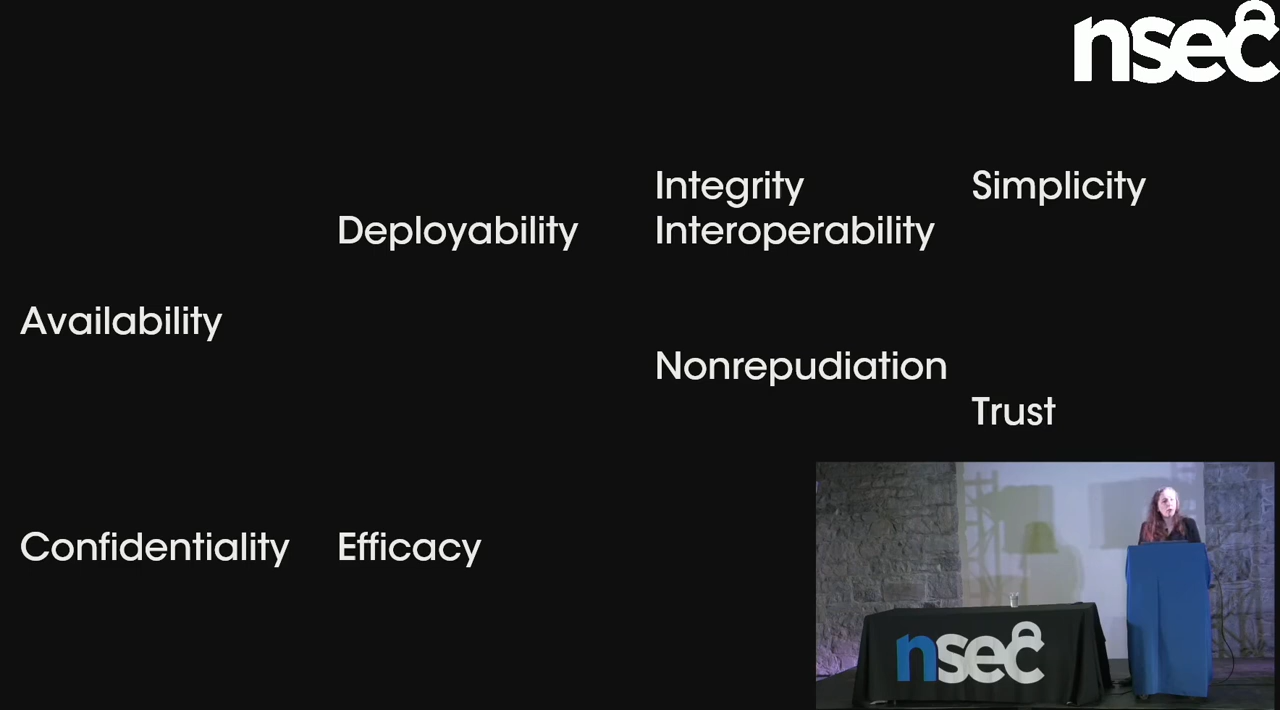 nsec
Integrity
Simplicity
Deployability
Interoperability
Availability
Nonrepudiation
Trust
Confidentiality
Efficacy
nsec